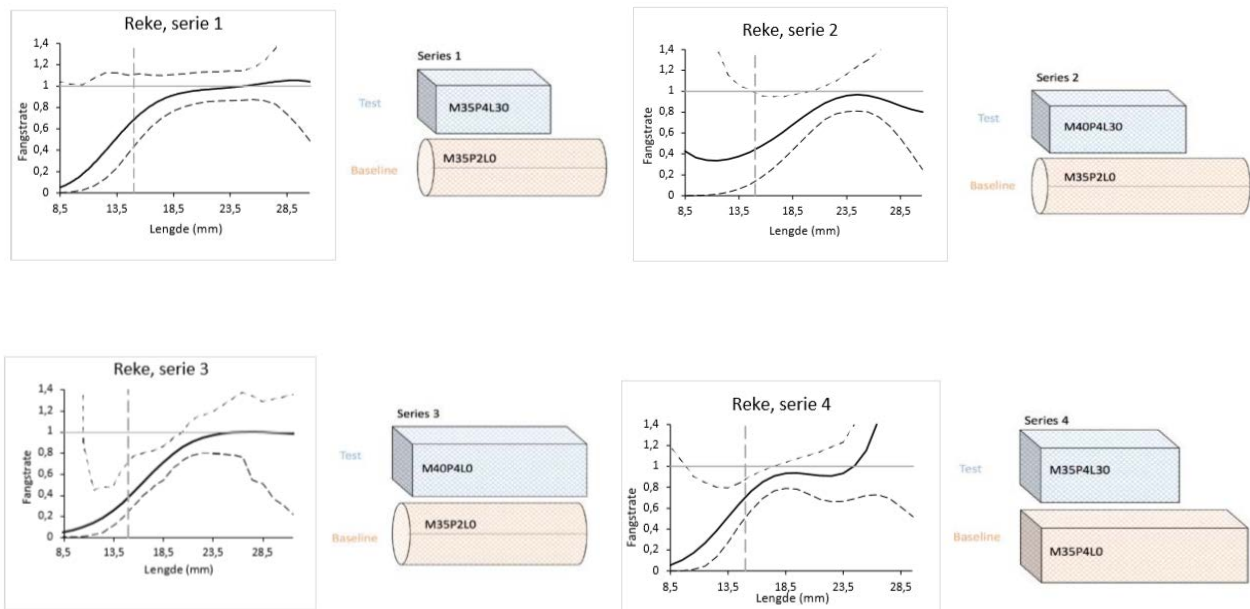 Reke, serie 1
1,4
1,2
1
0,8
0,6
0,4
0,2
0
Fangstrate
8,5 13,5 18,5 23,5 28,5
Lengde (mm)
Series 1
Test
M35P4L30
Baseline
M35P2L0
Reke, serie 2
1,4
1,2
1
0,8
0,6
0,4
0,2
0
Fangstrate
8,5 13,5 18,5 23,5 28,5
Lengde (mm)
Series 2
Test
M40P4L30
Baseline
M35P2L0
Reke, serie 3
1,4
1,2
1
0,8
0,6
0,4
0,2
0
Fangstrate
8,5 13,5 18,5 23,5 28,5
Lengde (mm)
Series 3
Test
M40P4L0
Baseline
M35P2L0
Reke, serie 4
1,4
1,2
1
0,8
0,6
0,4
0,2
0
Fangstrate
8,5 13,5 18,5 23,5 28,5
Lengde (mm)
Series 4
Test
M35P4L30
Baseline
M35P4L0